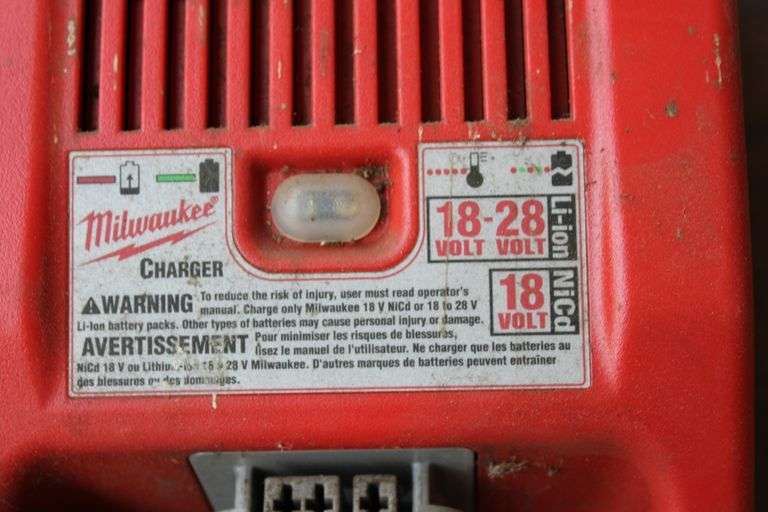 Milwaukee®
CHARGER
18-28
VOLT VOLT
Li-ion
18
VOLT
NiCd
WARNING To reduce the risk of injury, user must read operator's
manual. Charge only Milwaukee 18 V NiCd or 18 to 28 V
Li-Ion battery packs. Other types of batteries may cause personal injury or damage.
AVERTISSEMENT Pour minimiser les risques de blessures,
lisez le manuel de l'utilisateur. Ne charger que les batteries au
NiCd 18 V ou Lithium-Ion 18 à 28 V Milwaukee. D'autres marques de batteries peuvent entraîner
des blessures ou des dommages.